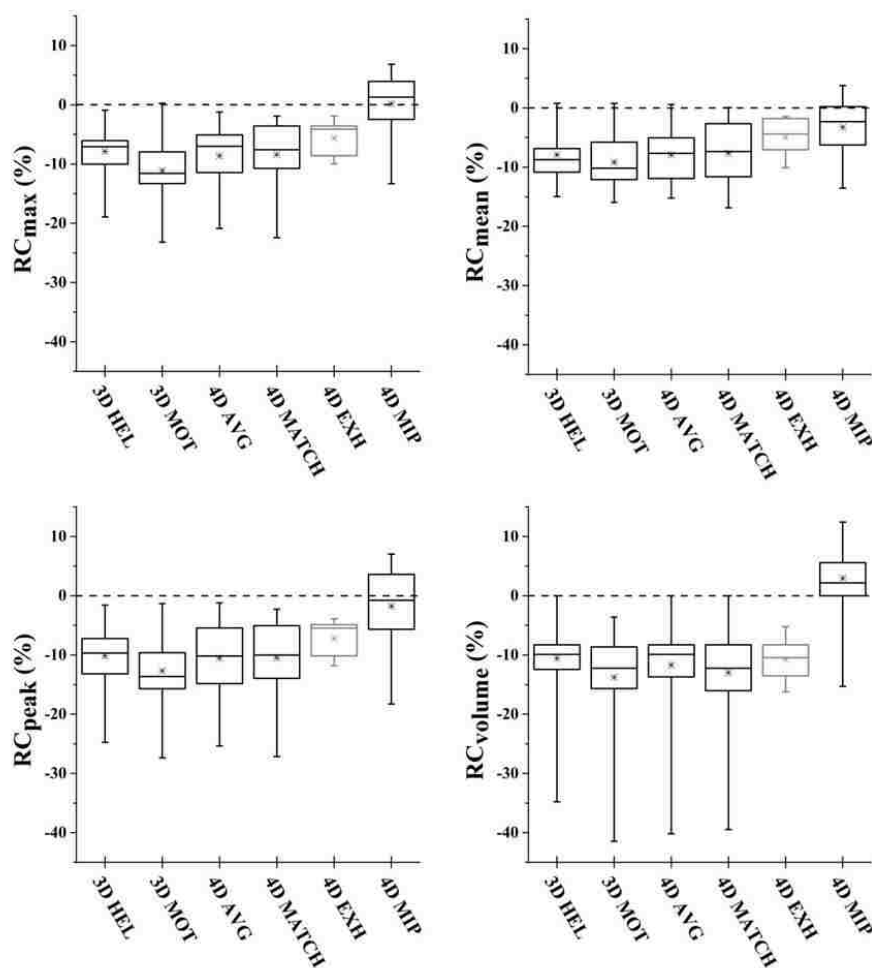 10
0
-10
-20
-30
-40
RCmax (%)
3D HEL
3D MOT
4D AVG
4D MATCH
4D EXH
4D MIP
10
0
-10
-20
-30
-40
RCmean (%)
3D HEL
3D MOT
4D AVG
4D MATCH
4D EXH
4D MIP
10
0
-10
-20
-30
-40
RCpeak (%)
3D HEL
3D MOT
4D AVG
4D MATCH
4D EXH
4D MIP
10
0
-10
-20
-30
-40
RCvolume (%)
3D HEL
3D MOT
4D AVG
4D MATCH
4D EXH
4D MIP